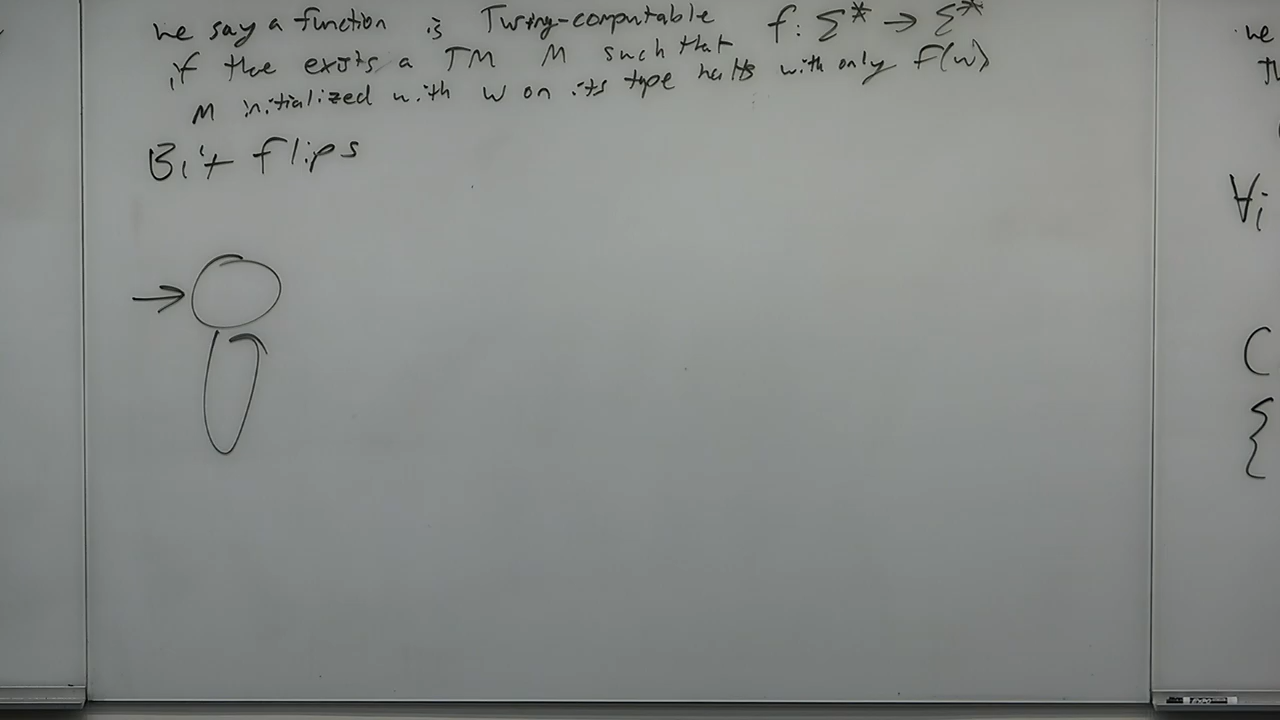 we say a function is Turing-computable f: Σ* → Σ*
if there exists a TM M such that
M initialized with w on its tape halts with only f(w)
Bit flips
we
∀i
C
{